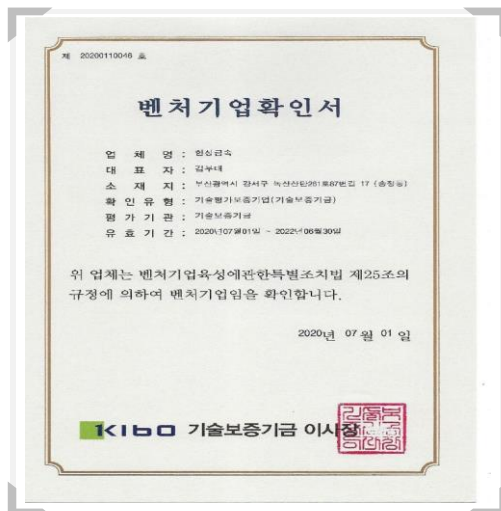 제 20200110046 호
벤처기업확인서
업 체 명 : 한성금속
대 표 자 :
소 재 지 : 부산광역시 강서구 녹산산단261로87번길 17 (송정동)
확 인 유 형 : 기술평가보증기업(기술보증기금)
평 가 기 관 : 기술보증기금
유 효 기 간 : 2020년07월01일 ~ 2022년06월30일
위 업체는 벤처기업육성에관한특별조치법 제25조의
규정에 의하여 벤처기업임을 확인합니다.
2020년 07 월 01 일
KIBO 기술보증기금 이사장